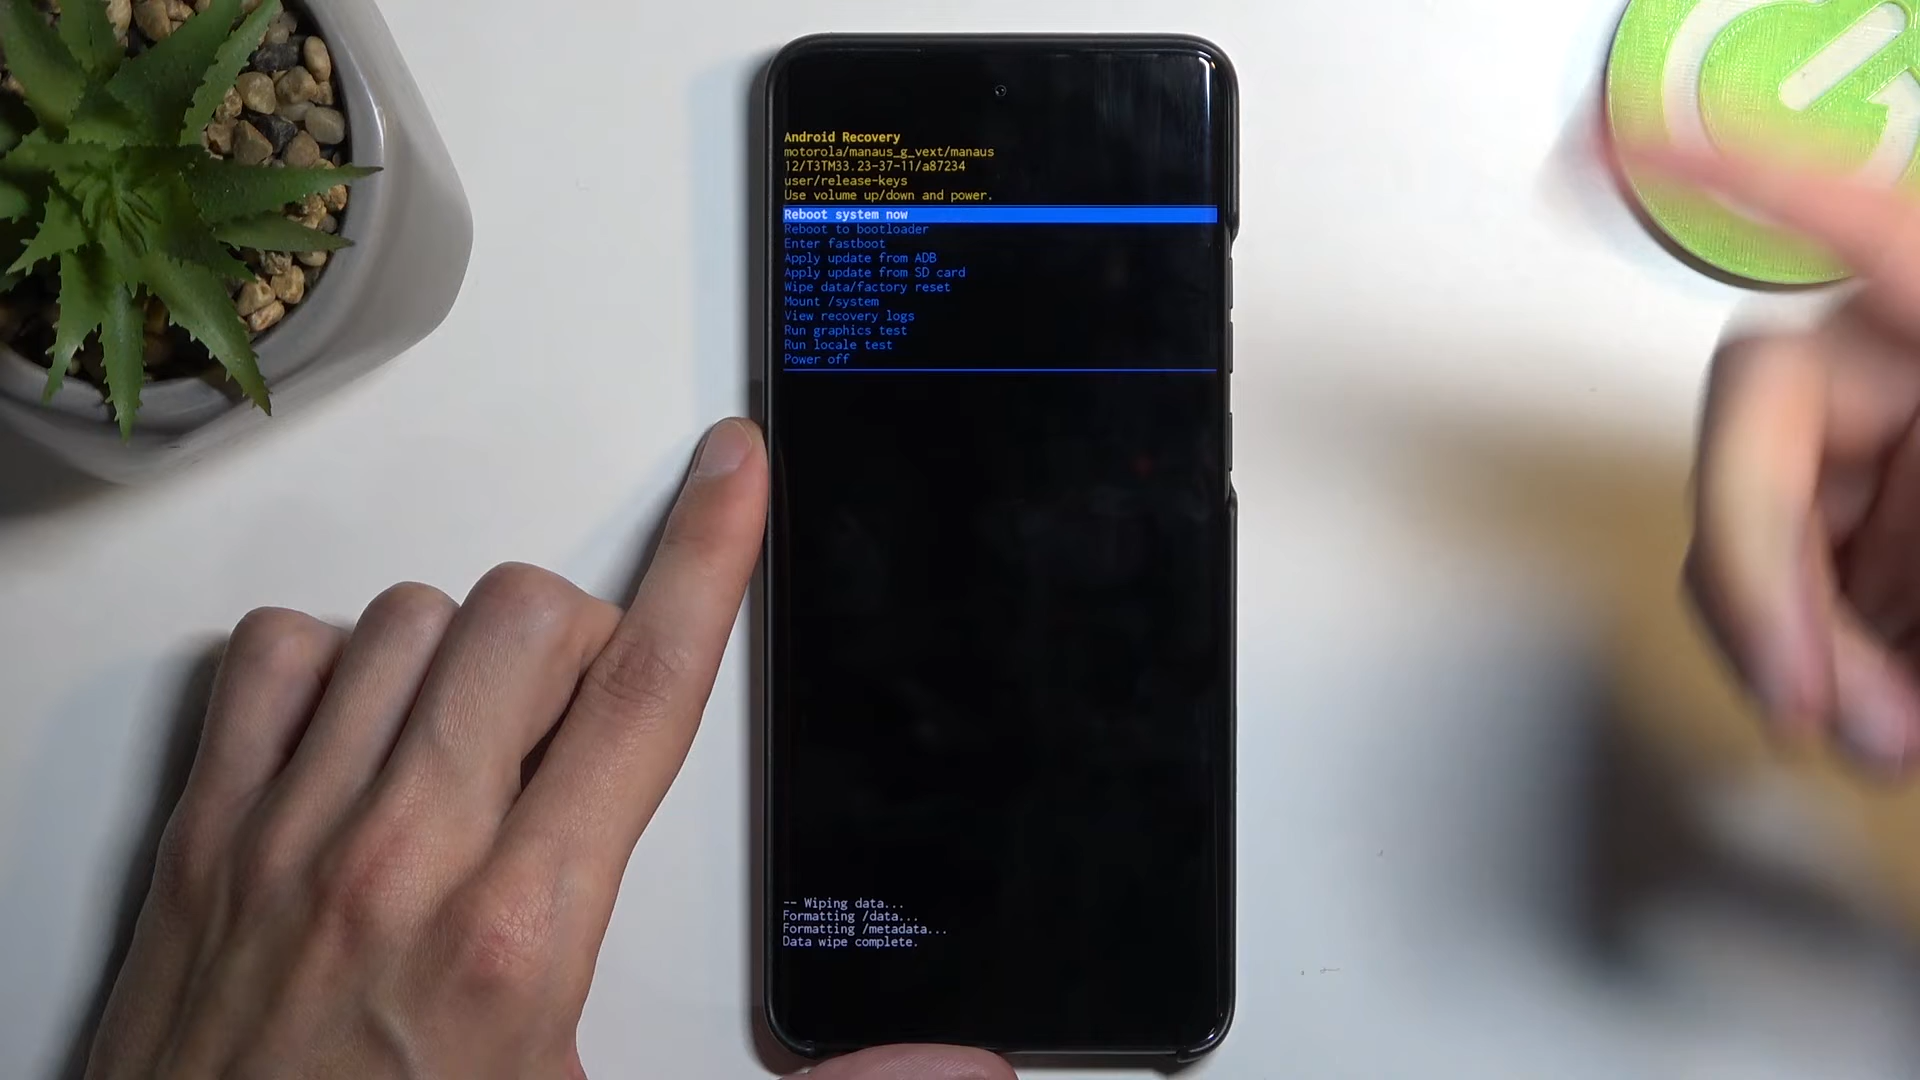 Android Recovery
motorola/manaus_g_vext/manaus
12/T3TM33.23-37-11/a87234
user/release-keys
Use volume up/down and power.
Reboot system now
Reboot to bootloader
Enter fastboot
Apply update from ADB
Apply update from SD card
Wipe data/factory reset
Mount /system
View recovery logs
Run graphics test
Run locale test
Power off
-- Wiping data...
Formatting /data...
Formatting /metadata...
Data wipe complete.